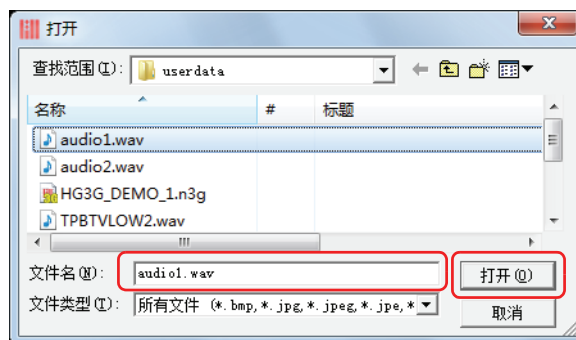 打开
查找范围(I): userdata
名称 # 标题
audio1.wav
audio2.wav
HG3G_DEMO_1.n3g
TPBTVLOW2.wav
文件名(N): audio1.wav 打开(O)
文件类型(T): 所有文件 (*.bmp,*.jpg,*.jpeg,*.jpe,* 取消